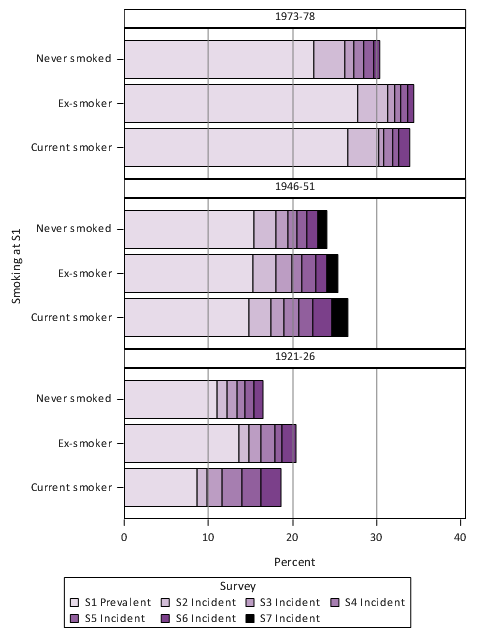 1973-78
Never smoked
Ex-smoker
Current smoker
1946-51
Never smoked
Ex-smoker
Current smoker
1921-26
Never smoked
Ex-smoker
Current smoker
Smoking at S1
0 10 20 30 40
Percent
Survey
S1 Prevalent S2 Incident S3 Incident S4 Incident
S5 Incident S6 Incident S7 Incident